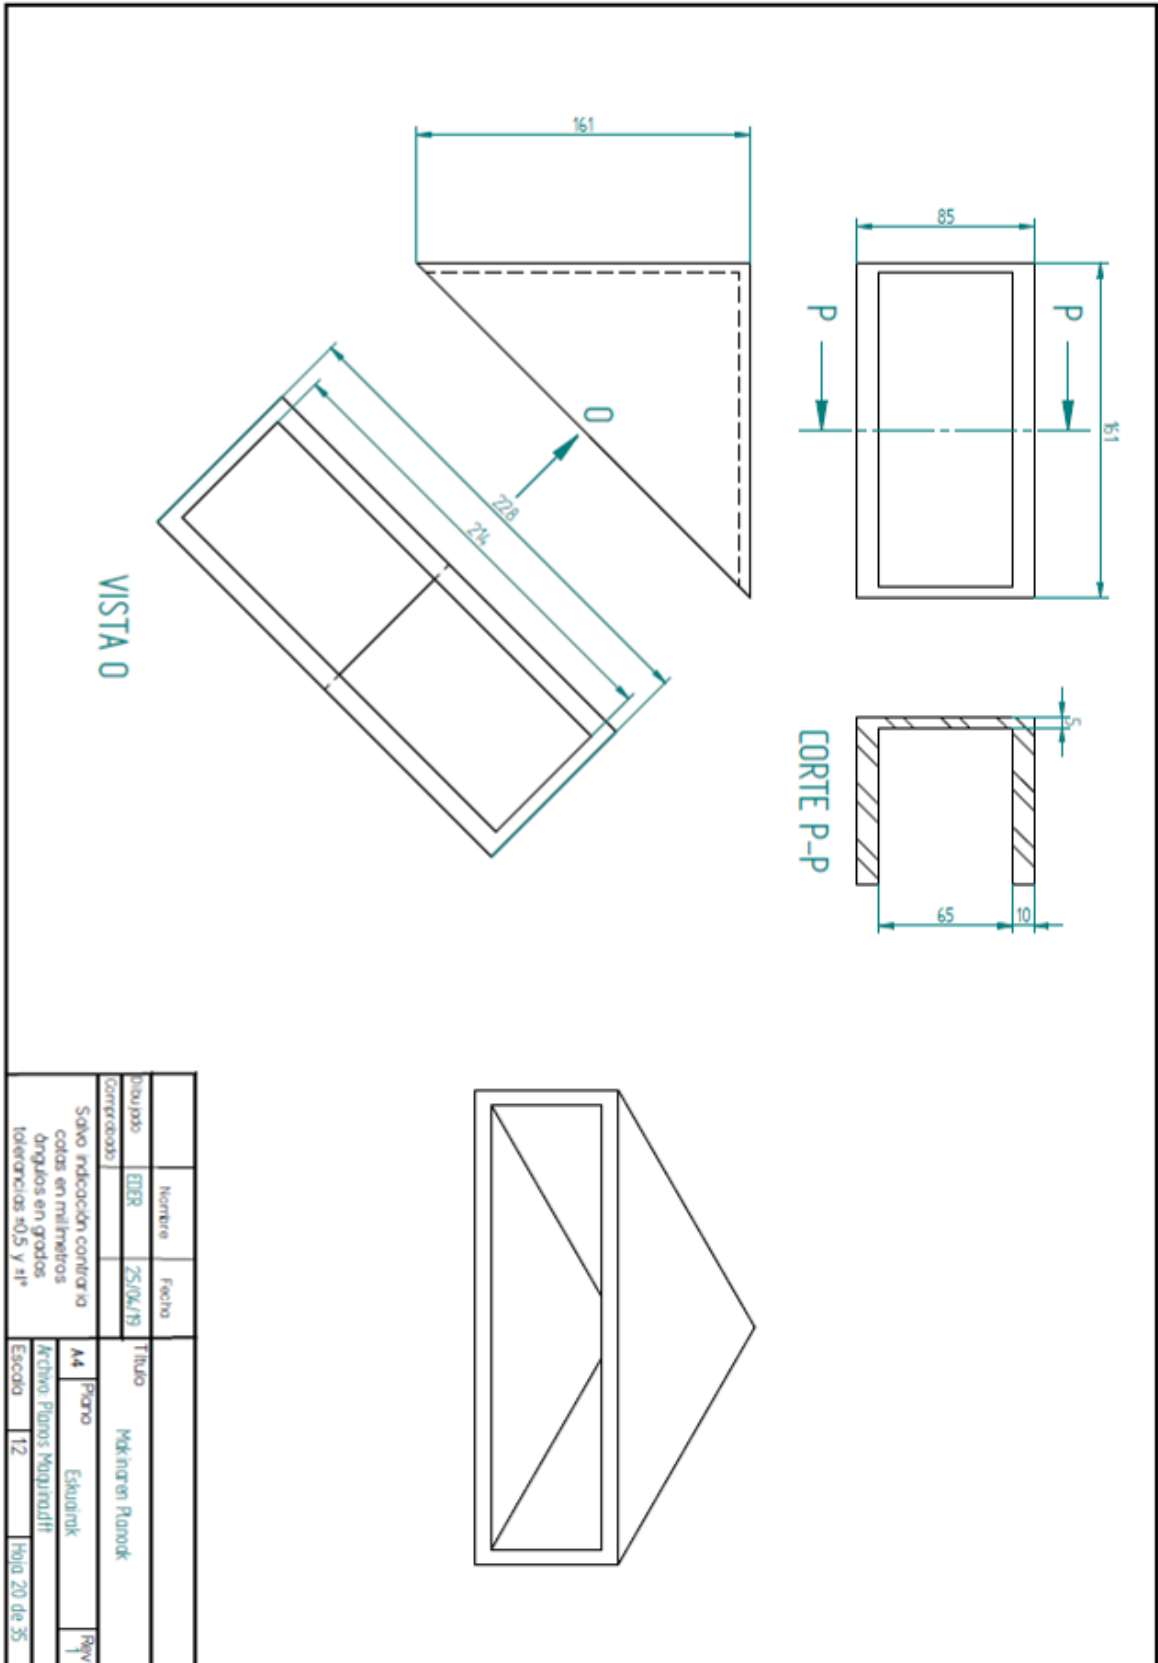 161
85
161
P
P
O
228
214
VISTA O
5
CORTE P-P
65
10
Nombre
Fecha
Dibujado
EDER
25/04/19
Comprobado
Título
Makinaren Planoak
Salvo indicación contraria
cotas en milímetros
ángulos en grados
tolerancias ±0,5 y ±1º
A4
Plano
Eskuairak
Rev
1
Archivo: Planos Maquina.dft
Escala
1:2
Hoja 20 de 35